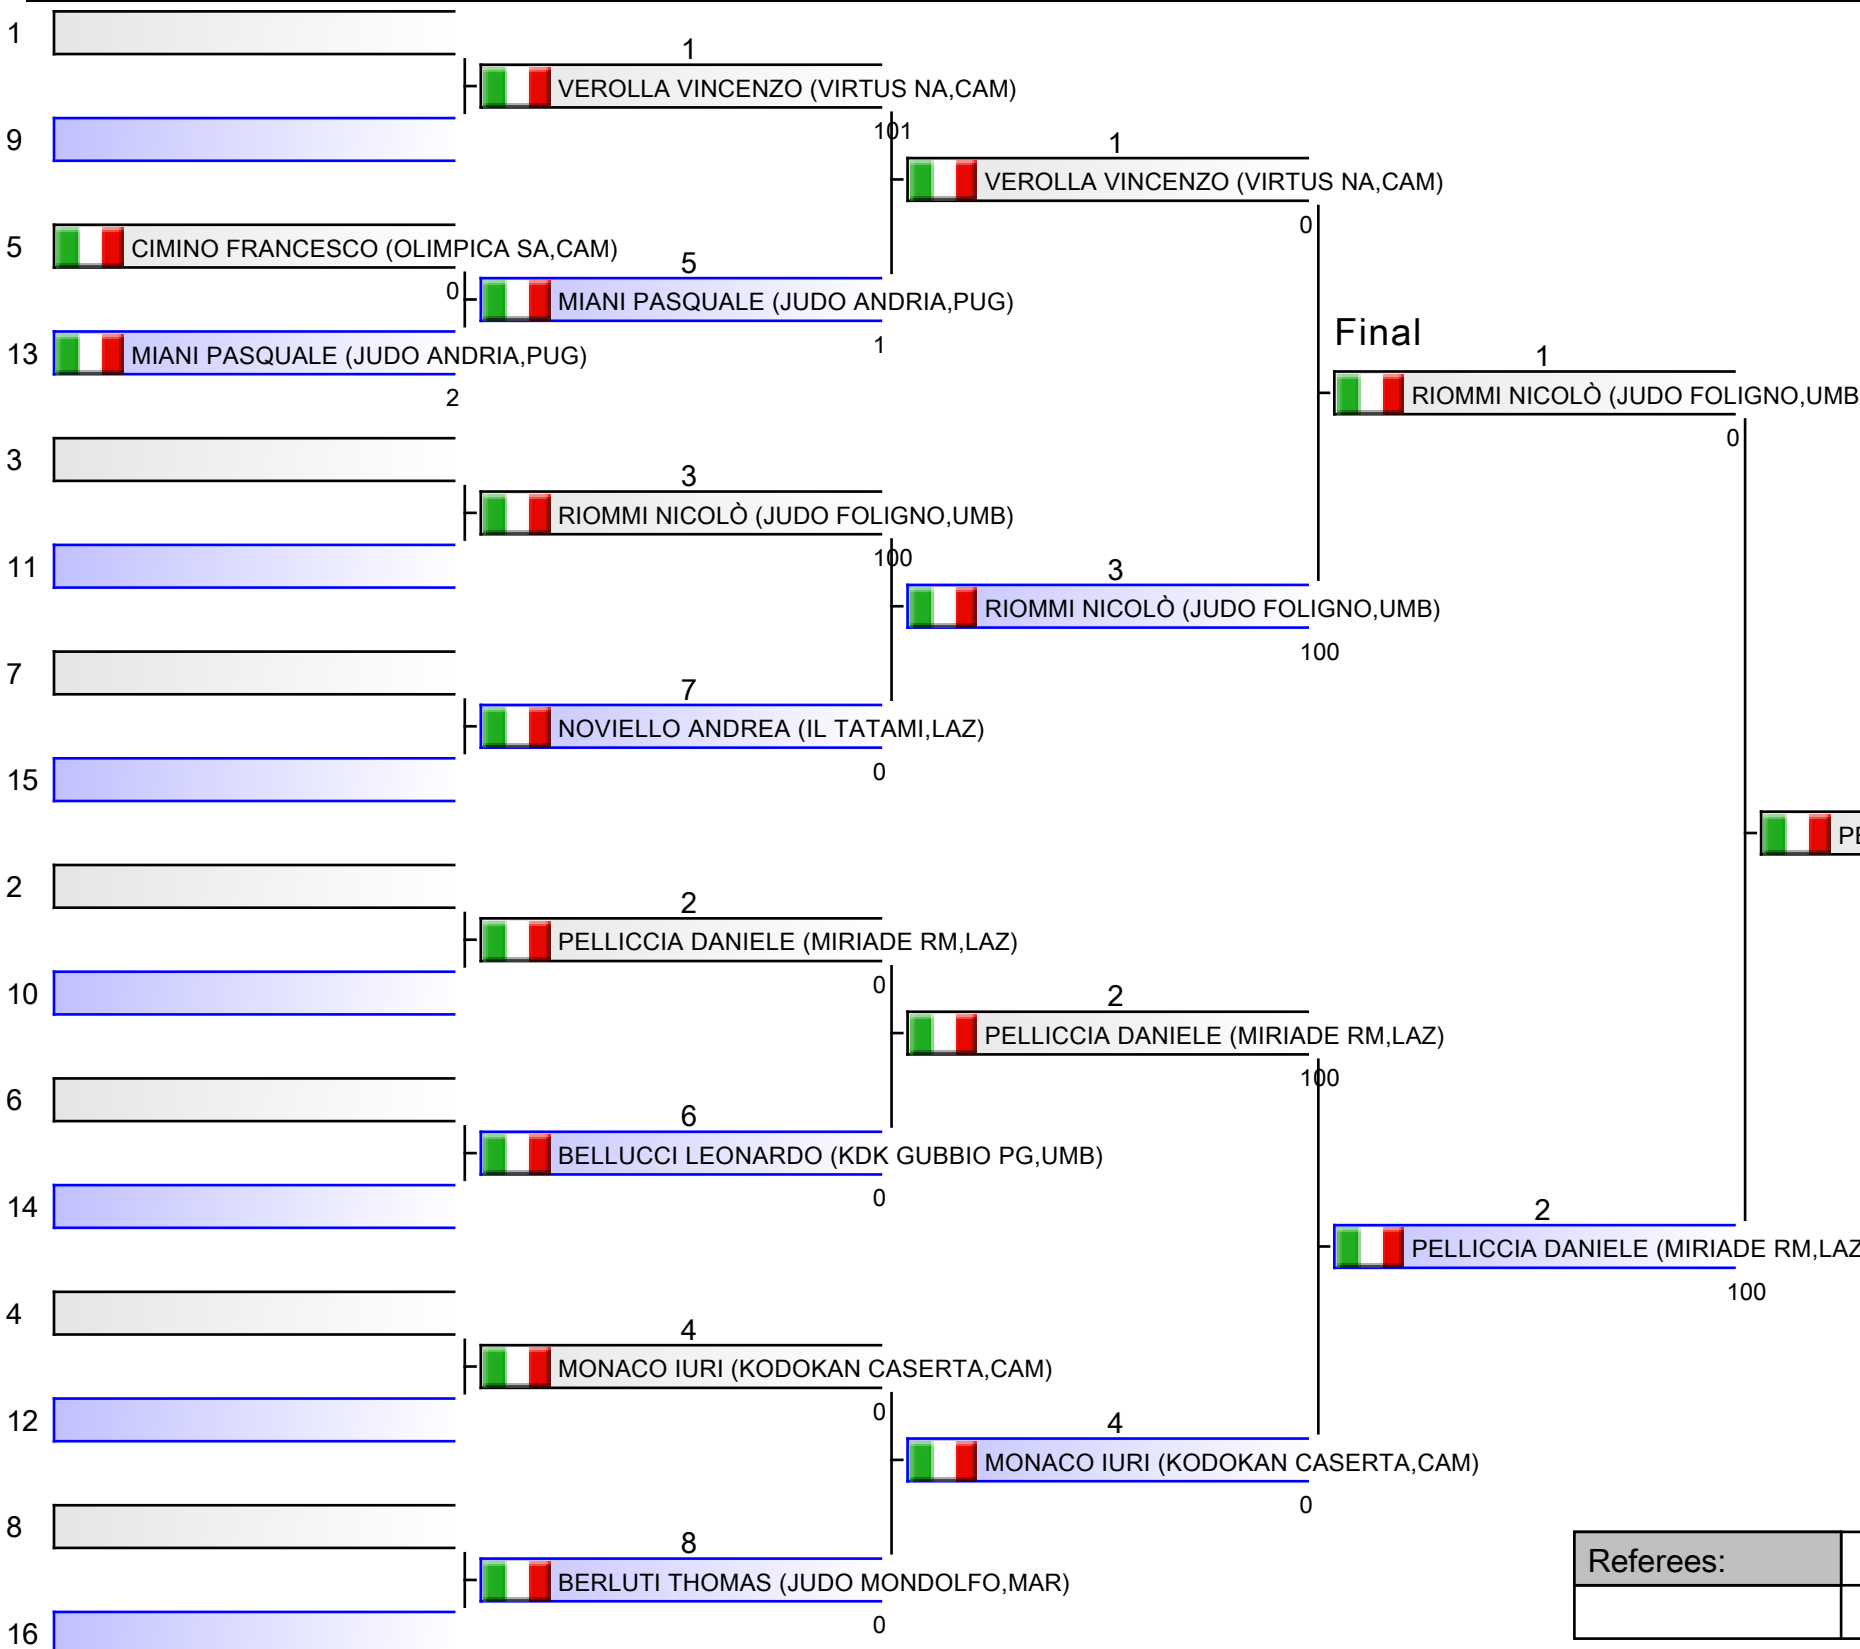 1
1
VEROLLA VINCENZO (VIRTUS NA,CAM)
101
9
1
VEROLLA VINCENZO (VIRTUS NA,CAM)
0
5
CIMINO FRANCESCO (OLIMPICA SA,CAM)
0
5
MIANI PASQUALE (JUDO ANDRIA,PUG)
1
13
MIANI PASQUALE (JUDO ANDRIA,PUG)
2
Final
1
RIOMMI NICOLÒ (JUDO FOLIGNO,UMB
0
3
3
RIOMMI NICOLÒ (JUDO FOLIGNO,UMB)
100
11
3
RIOMMI NICOLÒ (JUDO FOLIGNO,UMB)
100
7
7
NOVIELLO ANDREA (IL TATAMI,LAZ)
0
15
PE
2
2
PELLICCIA DANIELE (MIRIADE RM,LAZ)
0
10
2
PELLICCIA DANIELE (MIRIADE RM,LAZ)
100
6
6
BELLUCCI LEONARDO (KDK GUBBIO PG,UMB)
0
14
2
PELLICCIA DANIELE (MIRIADE RM,LAZ
100
4
4
MONACO IURI (KODOKAN CASERTA,CAM)
0
12
4
MONACO IURI (KODOKAN CASERTA,CAM)
0
8
8
BERLUTI THOMAS (JUDO MONDOLFO,MAR)
0
16
Referees: